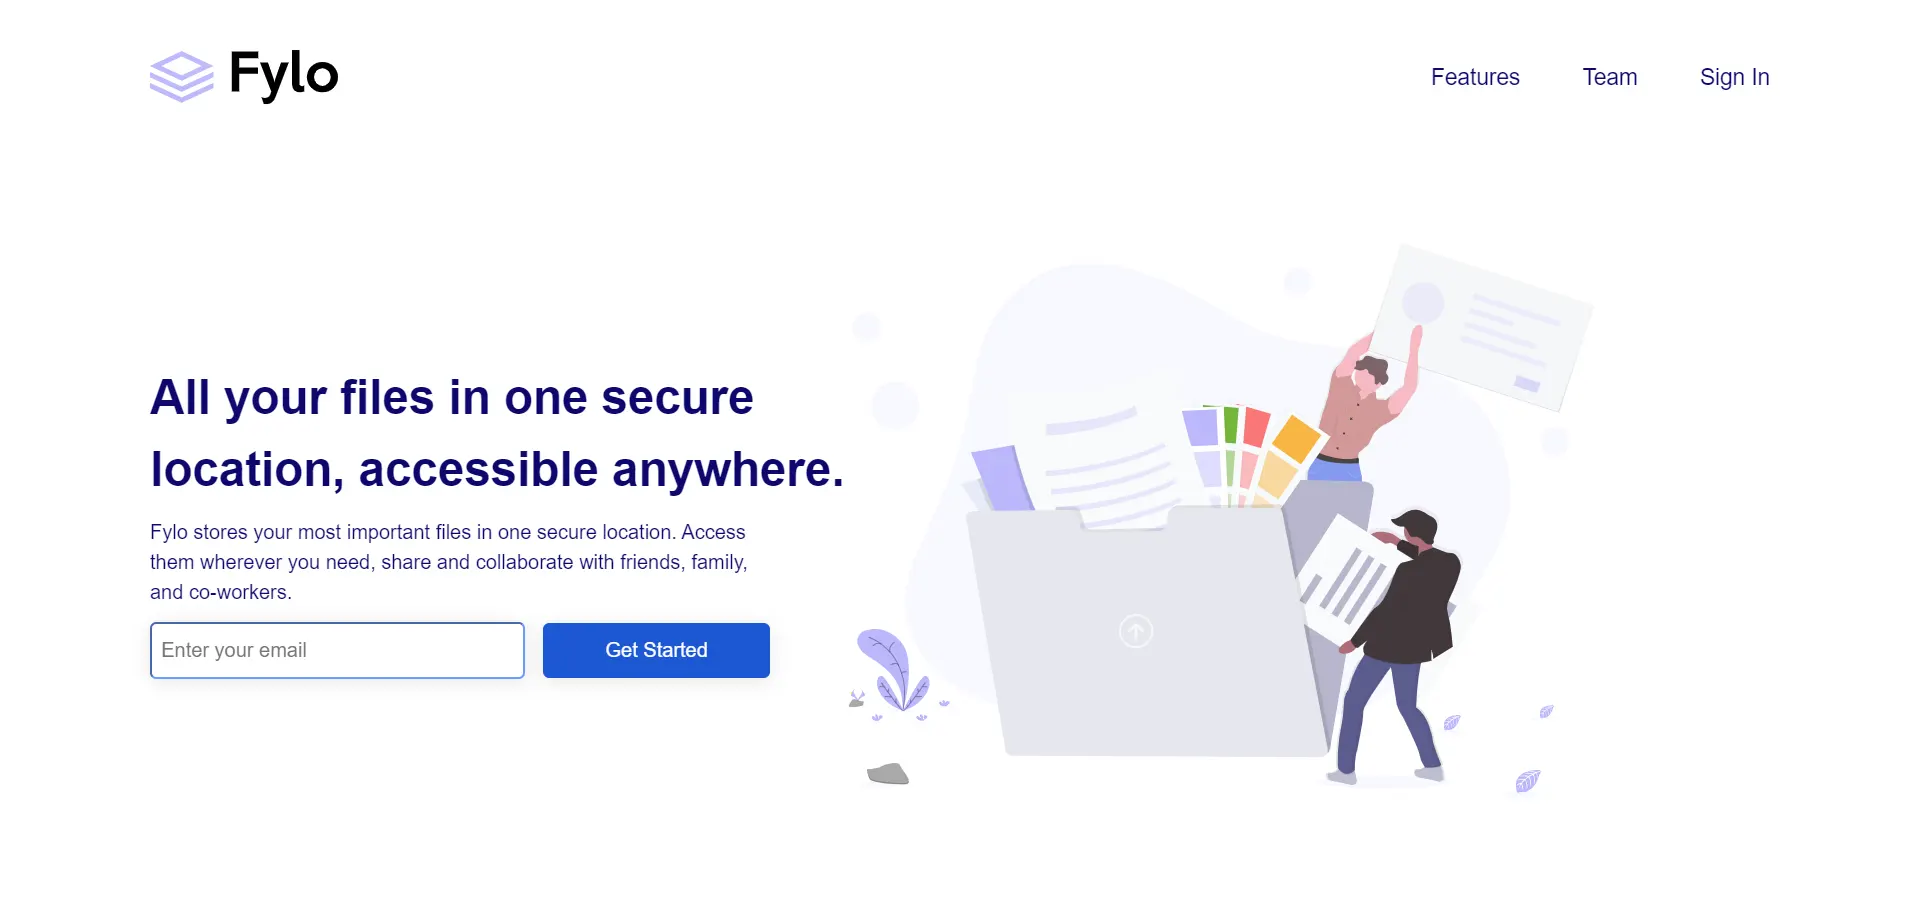 Fylo
Features
Team
Sign In
All your files in one secure
location, accessible anywhere.
Fylo stores your most important files in one secure location. Access
them wherever you need, share and collaborate with friends, family,
and co-workers.
Enter your email
Get Started